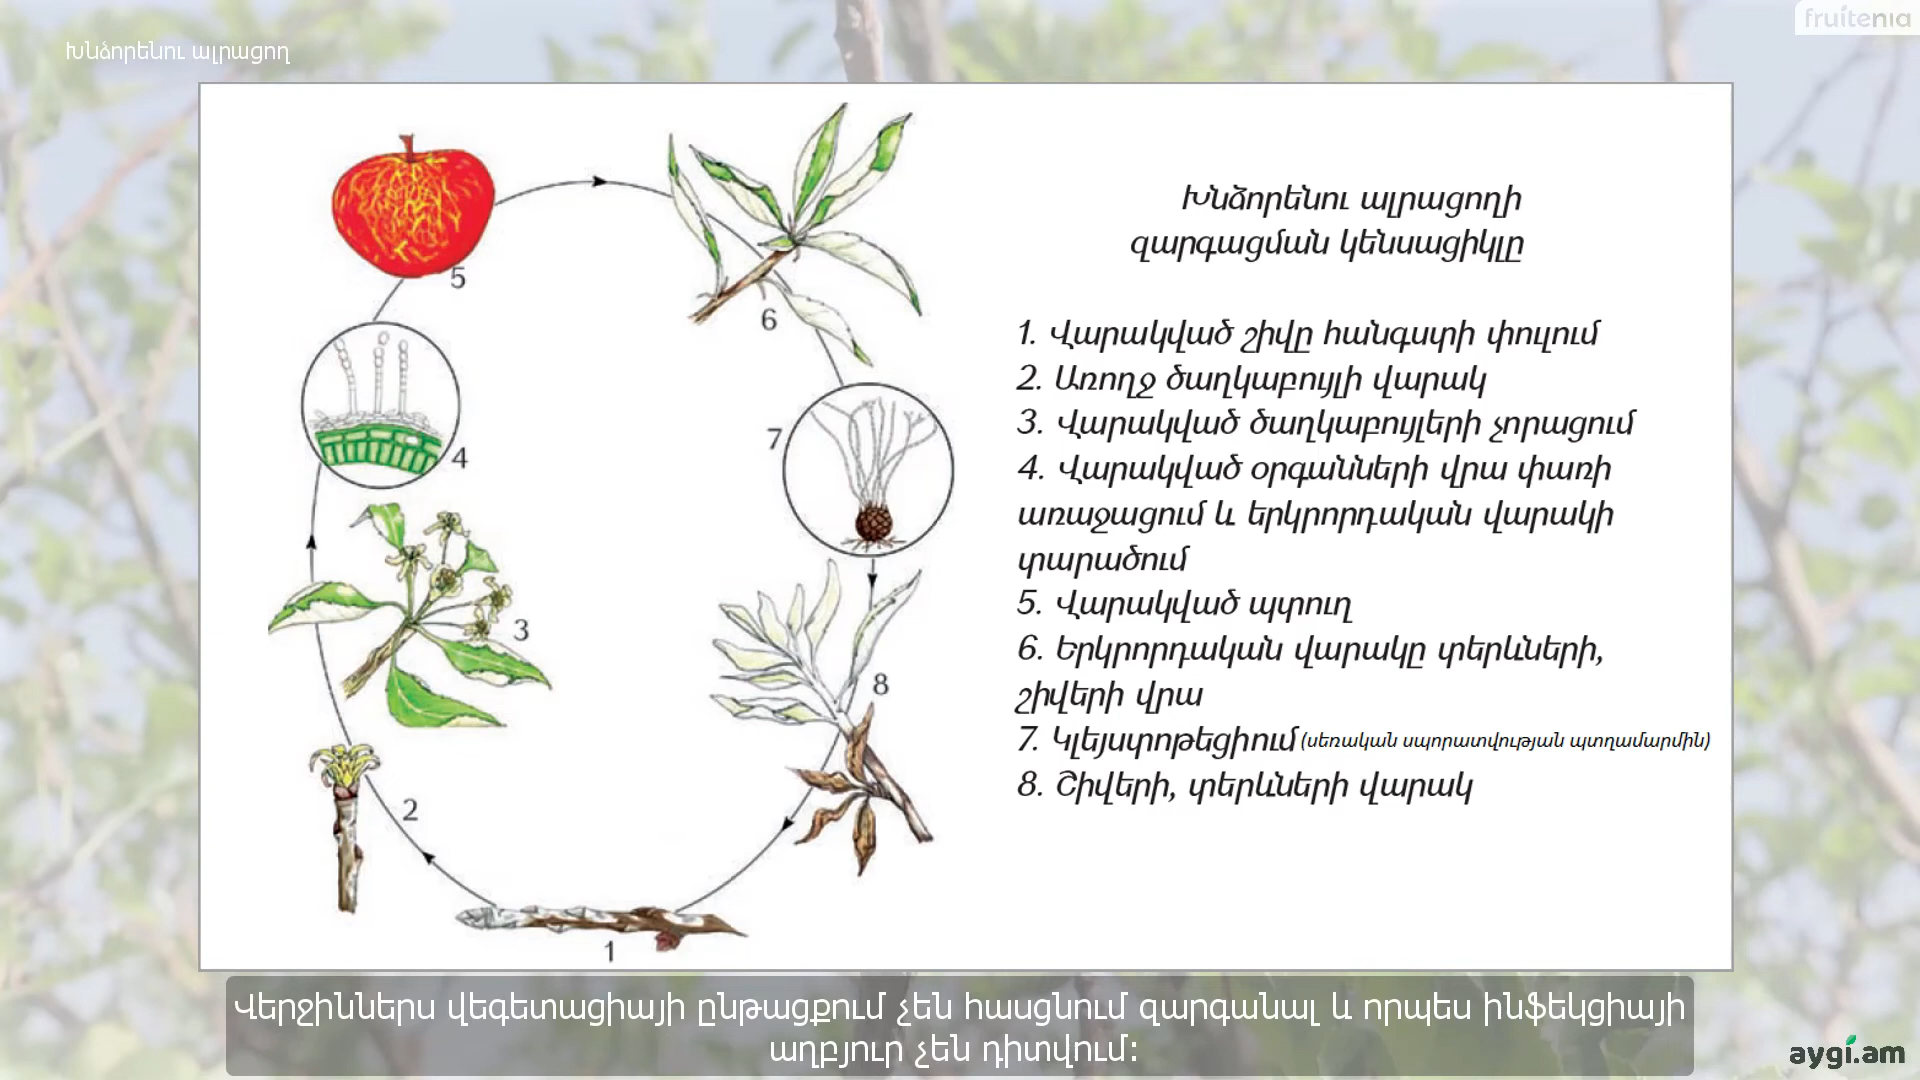 fruitenia
Խնձորենու ալրացող
Խնձորենու ալրացողի
զարգացման կենսացիկլը
1. Վարակված շիվը հանգստի փուլում
2. Առողջ ծաղկաբույլի վարակ
3. Վարակված ծաղկաբույլերի չորացում
4. Վարակված օրգանների վրա փառի
առաջացում և երկրորդական վարակի
տարածում
5. Վարակված պտուղ
6. Երկրորդական վարակը տերևների,
շիվերի վրա
7. Կլեյստոթեցիում (սեռական սպորատվության պտղամարմին)
8. Շիվերի, տերևների վարակ
5
6
7
4
3
8
2
1
Վերջիններս վեգետացիայի ընթացքում չեն հասցնում զարգանալ և որպես ինֆեկցիայի
աղբյուր չեն դիտվում:
aygi.am